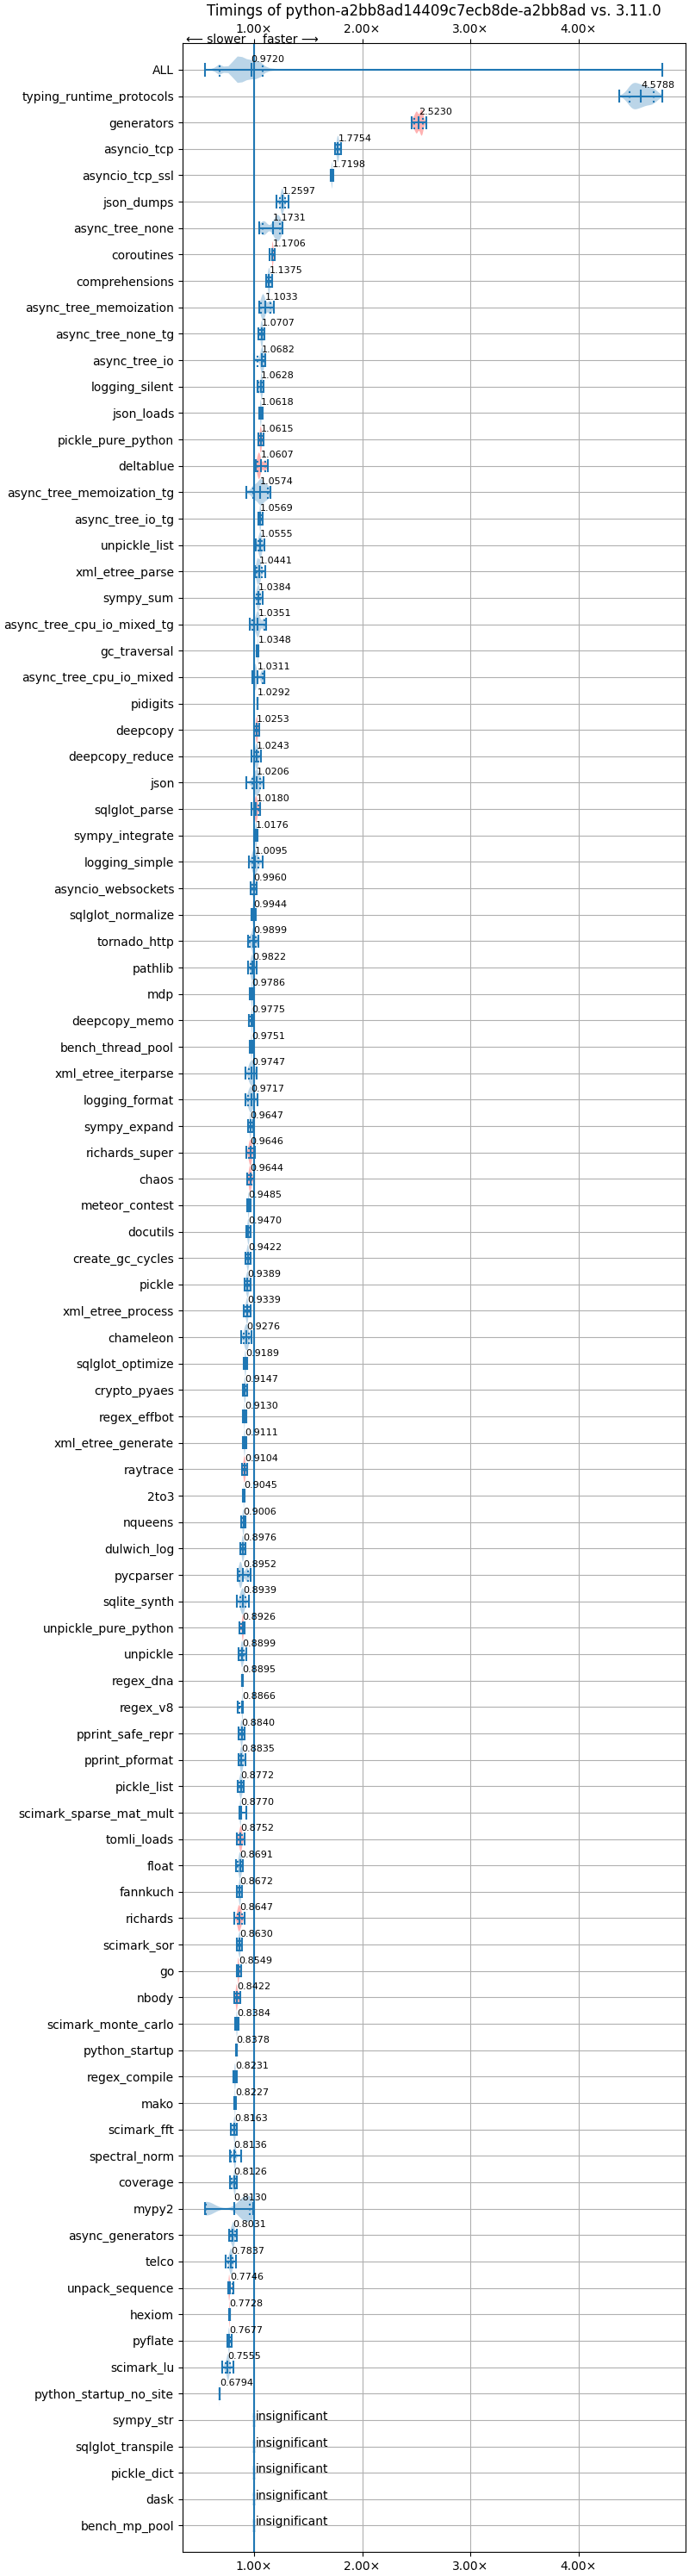 Timings of python-a2bb8ad14409c7ecb8de-a2bb8ad vs. 3.11.0
1.00× 2.00× 3.00× 4.00×
⟵ slower faster ⟶
ALL 0.9720
typing_runtime_protocols 4.5788
generators 2.5230
asyncio_tcp 1.7754
asyncio_tcp_ssl 1.7198
json_dumps 1.2597
async_tree_none 1.1731
coroutines 1.1706
comprehensions 1.1375
async_tree_memoization 1.1033
async_tree_none_tg 1.0707
async_tree_io 1.0682
logging_silent 1.0628
json_loads 1.0618
pickle_pure_python 1.0615
deltablue 1.0607
async_tree_memoization_tg 1.0574
async_tree_io_tg 1.0569
unpickle_list 1.0555
xml_etree_parse 1.0441
sympy_sum 1.0384
async_tree_cpu_io_mixed_tg 1.0351
gc_traversal 1.0348
async_tree_cpu_io_mixed 1.0311
pidigits 1.0292
deepcopy 1.0253
deepcopy_reduce 1.0243
json 1.0206
sqlglot_parse 1.0180
sympy_integrate 1.0176
logging_simple 1.0095
asyncio_websockets 0.9960
sqlglot_normalize 0.9944
tornado_http 0.9899
pathlib 0.9822
mdp 0.9786
deepcopy_memo 0.9775
bench_thread_pool 0.9751
xml_etree_iterparse 0.9747
logging_format 0.9717
sympy_expand 0.9647
richards_super 0.9646
chaos 0.9644
meteor_contest 0.9485
docutils 0.9470
create_gc_cycles 0.9422
pickle 0.9389
xml_etree_process 0.9339
chameleon 0.9276
sqlglot_optimize 0.9189
crypto_pyaes 0.9147
regex_effbot 0.9130
xml_etree_generate 0.9111
raytrace 0.9104
2to3 0.9045
nqueens 0.9006
dulwich_log 0.8976
pycparser 0.8952
sqlite_synth 0.8939
unpickle_pure_python 0.8926
unpickle 0.8899
regex_dna 0.8895
regex_v8 0.8866
pprint_safe_repr 0.8840
pprint_pformat 0.8835
pickle_list 0.8772
scimark_sparse_mat_mult 0.8770
tomli_loads 0.8752
float 0.8691
fannkuch 0.8672
richards 0.8647
scimark_sor 0.8630
go 0.8549
nbody 0.8422
scimark_monte_carlo 0.8384
python_startup 0.8378
regex_compile 0.8231
mako 0.8227
scimark_fft 0.8163
spectral_norm 0.8136
coverage 0.8126
mypy2 0.8130
async_generators 0.8031
telco 0.7837
unpack_sequence 0.7746
hexiom 0.7728
pyflate 0.7677
scimark_lu 0.7555
python_startup_no_site 0.6794
sympy_str insignificant
sqlglot_transpile insignificant
pickle_dict insignificant
dask insignificant
bench_mp_pool insignificant
1.00× 2.00× 3.00× 4.00×